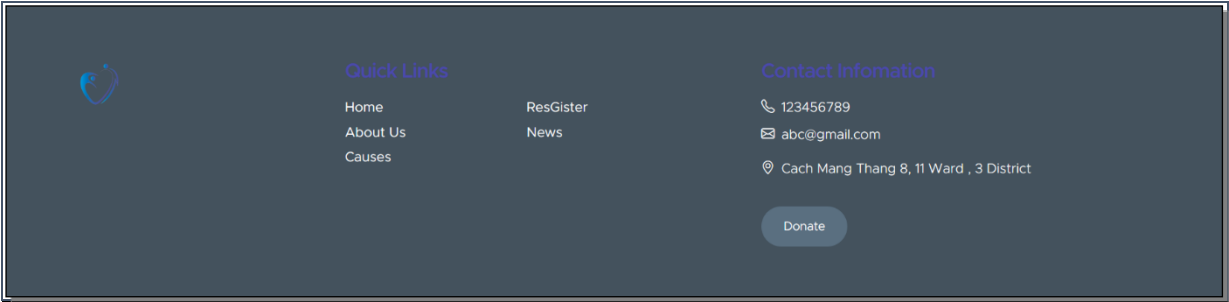 Quick Links
Home
About Us
Causes
ResGister
News
Contact Infomation
123456789
abc@gmail.com
Cach Mang Thang 8, 11 Ward , 3 District
Donate